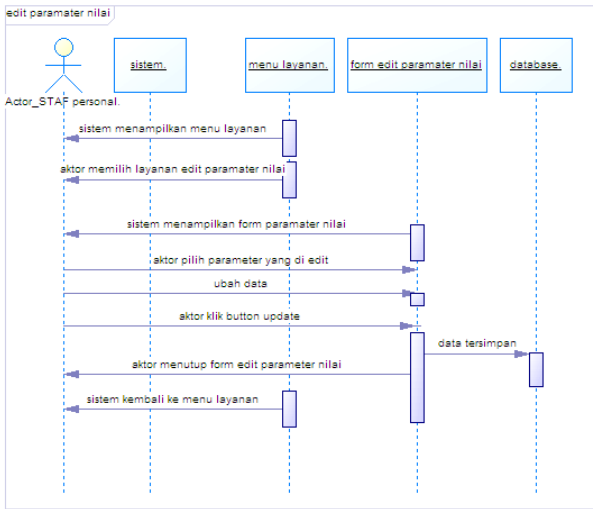 edit paramater nilai
sistem.
menu layanan.
form edit paramater nilai
database.
Actor_STAF personal.
sistem menampilkan menu layanan
aktor memilih layanan edit paramater nilai
sistem menampilkan form paramater nilai
aktor pilih parameter yang di edit
ubah data
aktor klik button update
data tersimpan
aktor menutup form edit parameter nilai
sistem kembali ke menu layanan